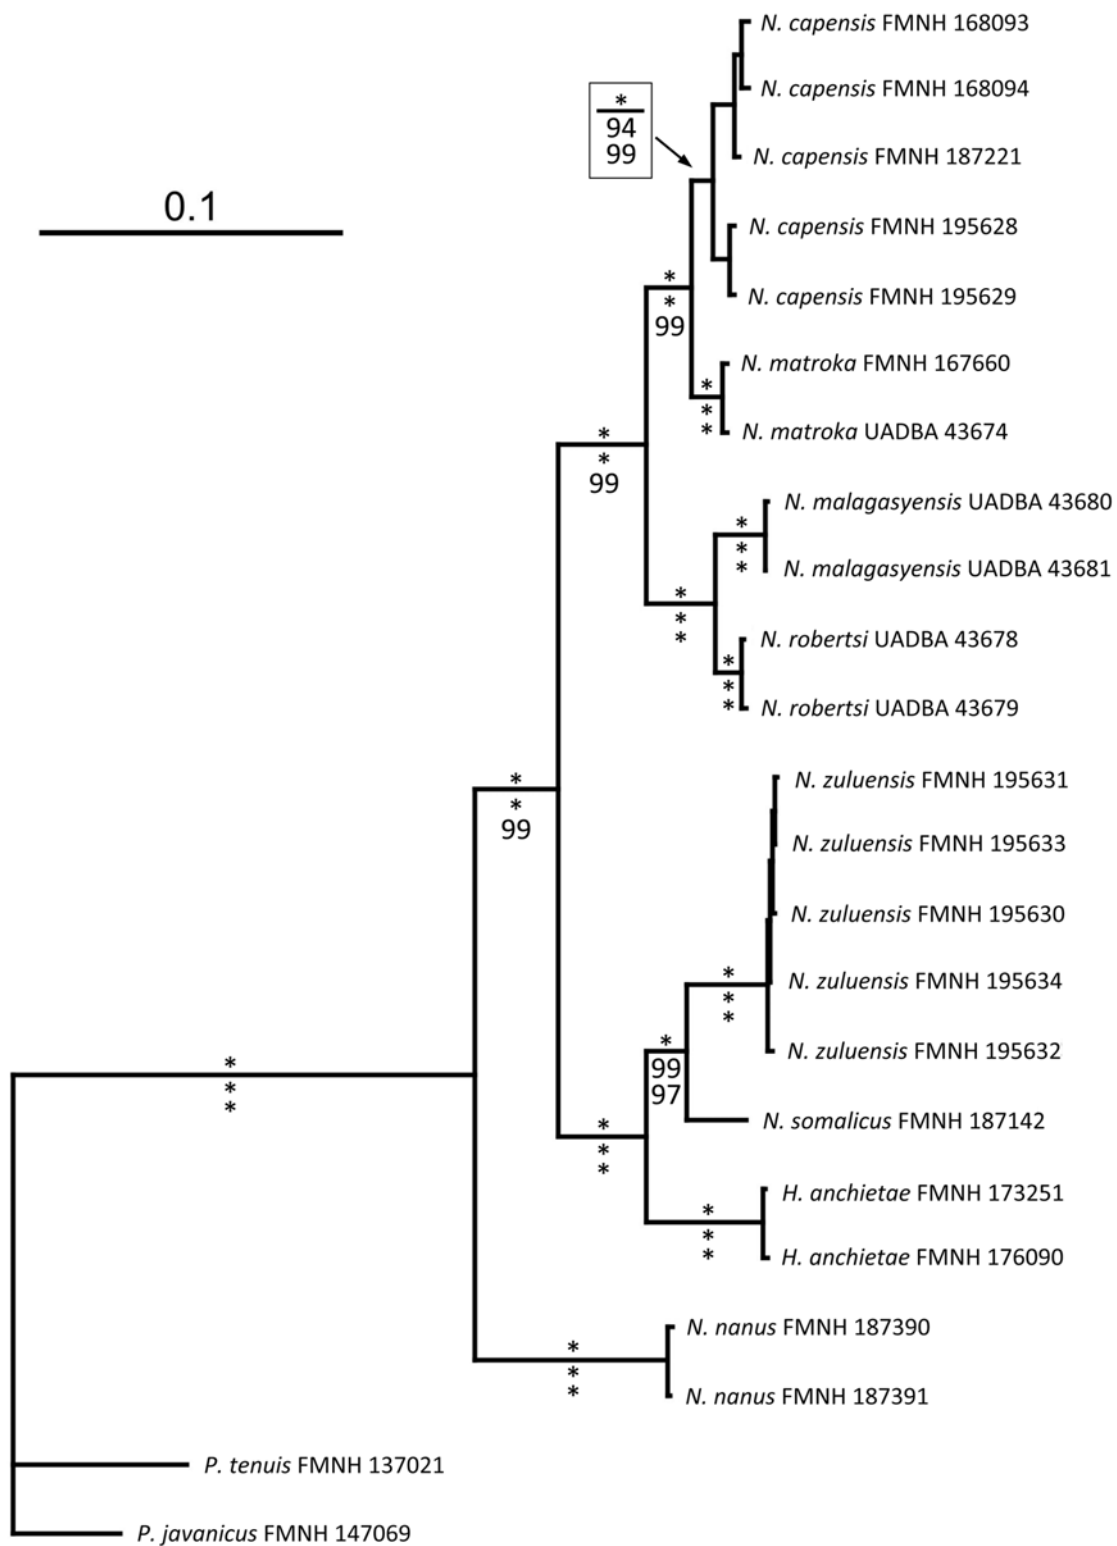 N. capensis FMNH 168093
N. capensis FMNH 168094
*
94
99
N. capensis FMNH 187221
0.1
N. capensis FMNH 195628
*
*
99
N. capensis FMNH 195629
N. matroka FMNH 167660
*
*
*
N. matroka UADBA 43674
*
*
99
N. malagasyensis UADBA 43680
*
*
*
N. malagasyensis UADBA 43681
*
*
*
N. robertsi UADBA 43678
*
*
*
N. robertsi UADBA 43679
*
*
99
N. zuluensis FMNH 195631
N. zuluensis FMNH 195633
N. zuluensis FMNH 195630
*
*
*
N. zuluensis FMNH 195634
*
99
97
N. zuluensis FMNH 195632
*
*
*
N. somalicus FMNH 187142
*
*
*
H. anchietae FMNH 173251
*
*
*
H. anchietae FMNH 176090
N. nanus FMNH 187390
*
*
*
N. nanus FMNH 187391
P. tenuis FMNH 137021
P. javanicus FMNH 147069